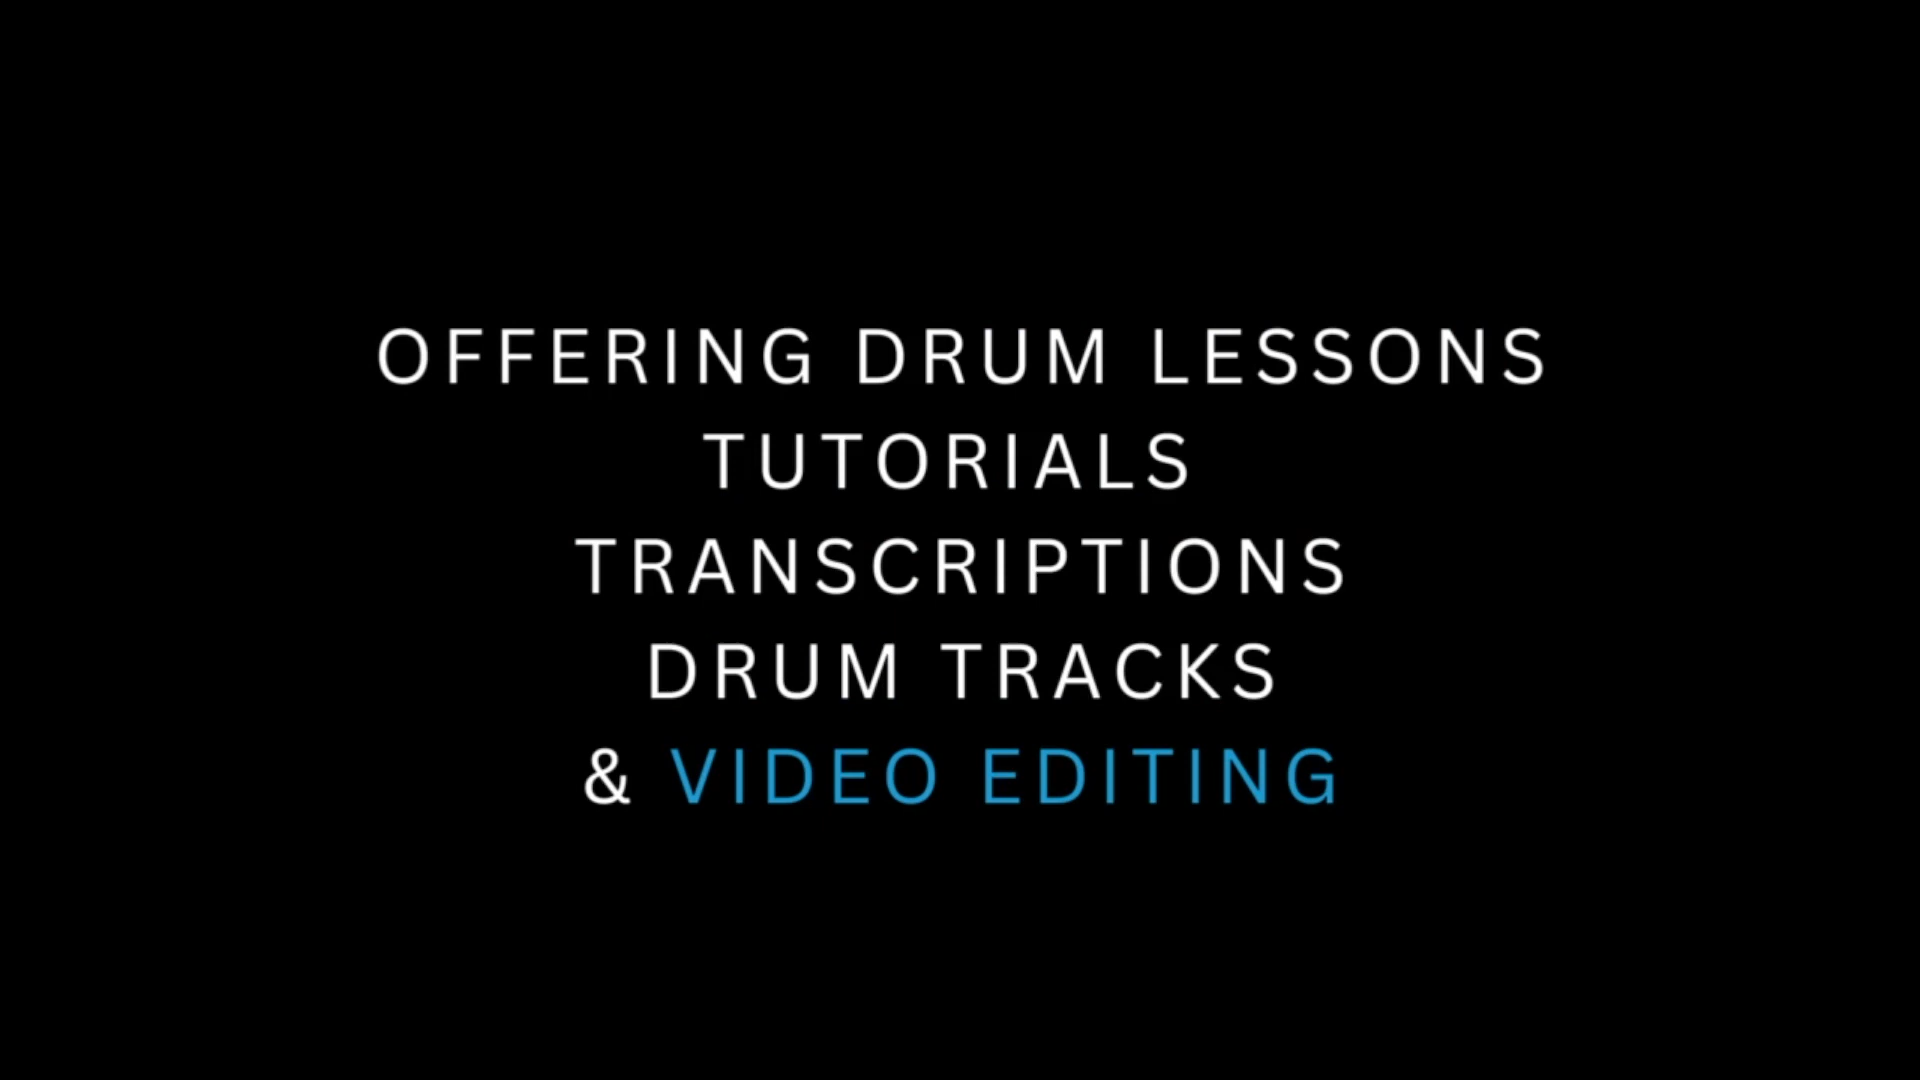 OFFERING DRUM LESSONS
TUTORIALS
TRANSCRIPTIONS
DRUM TRACKS
& VIDEO EDITING